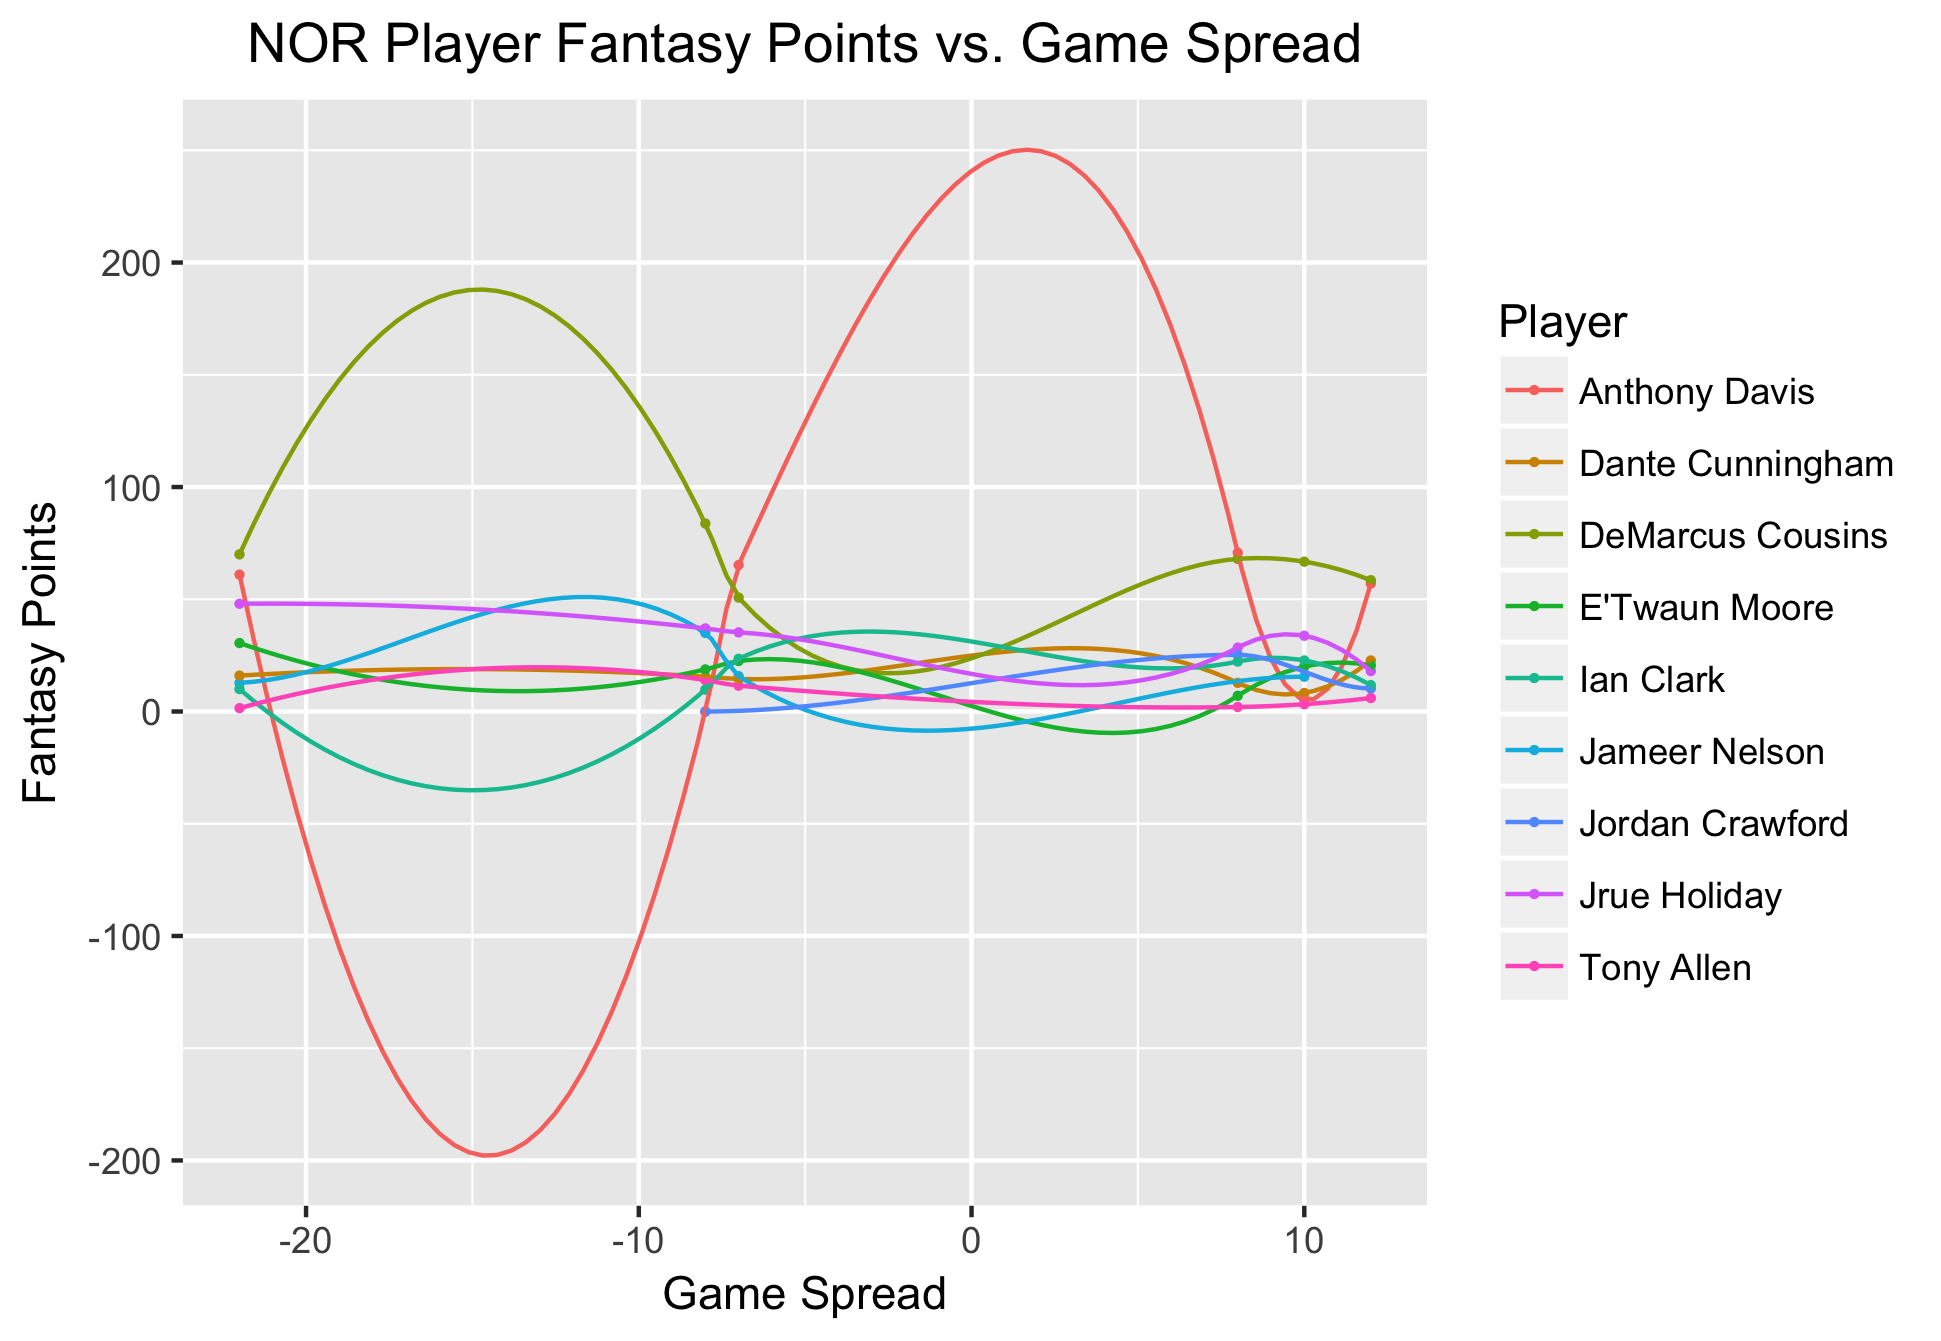 NOR Player Fantasy Points vs. Game Spread
200
100
0
-100
-200
Fantasy Points
-20
-10
0
10
Game Spread
Player
Anthony Davis
Dante Cunningham
DeMarcus Cousins
E'Twaun Moore
Ian Clark
Jameer Nelson
Jordan Crawford
Jrue Holiday
Tony Allen